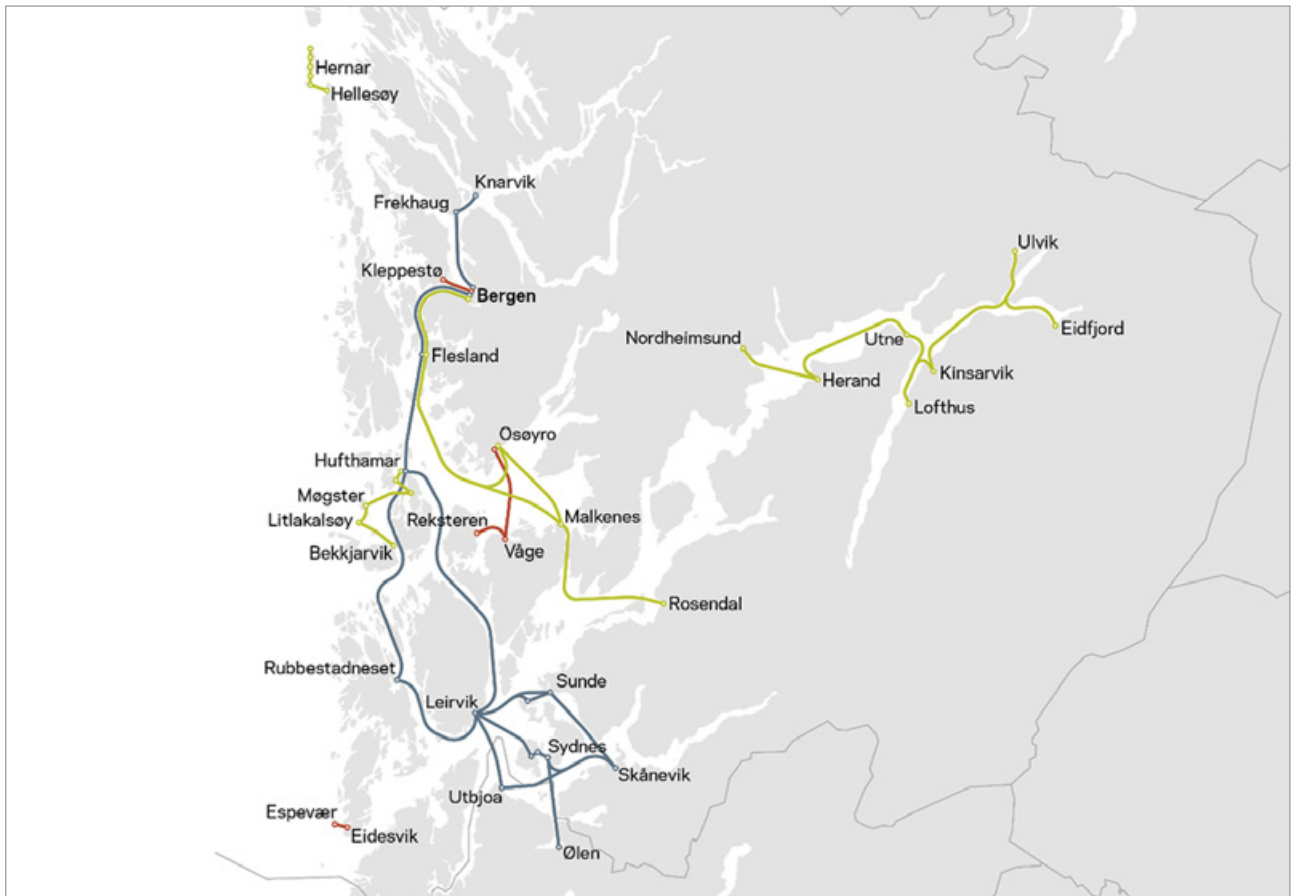 Hernar
Hellesøy
Knarvik
Frekhaug
Kleppestø
Bergen
Ulvik
Eidfjord
Nordheimsund
Utne
Flesland
Herand
Kinsarvik
Lofthus
Osøyro
Hufthamar
Møgster
Litlakalsøy
Reksteren
Malkenes
Bekkjarvik
Våge
Rosendal
Rubbestadneset
Sunde
Leirvik
Sydnes
Skånevik
Utbjoa
Espevær
Eidesvik
Ølen